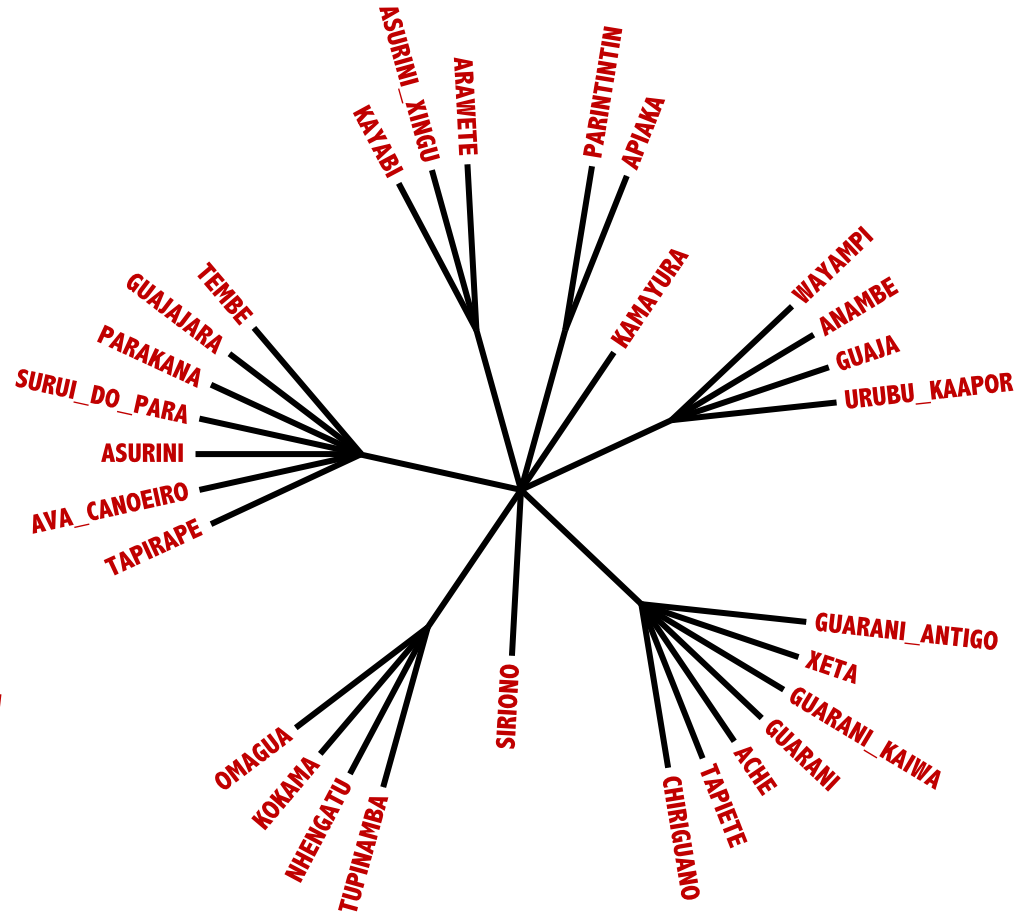 ASURINI_XINGU
ARAWETE
KAYABI
PARINTINTIN
APIAKA
KAMAYURA
WAYAMPI
ANAMBE
GUAJA
URUBU_KAAPOR
TEMBE
GUAJAJARA
PARAKANA
SURUI_DO_PARA
ASURINI
AVA_CANOEIRO
TAPIRAPE
GUARANI_ANTIGO
XETA
GUARANI_KAIWA
GUARANI
ACHE
TAPIETE
CHIRIGUANO
SIRIONO
OMAGUA
KOKAMA
NHENGATU
TUPINAMBA